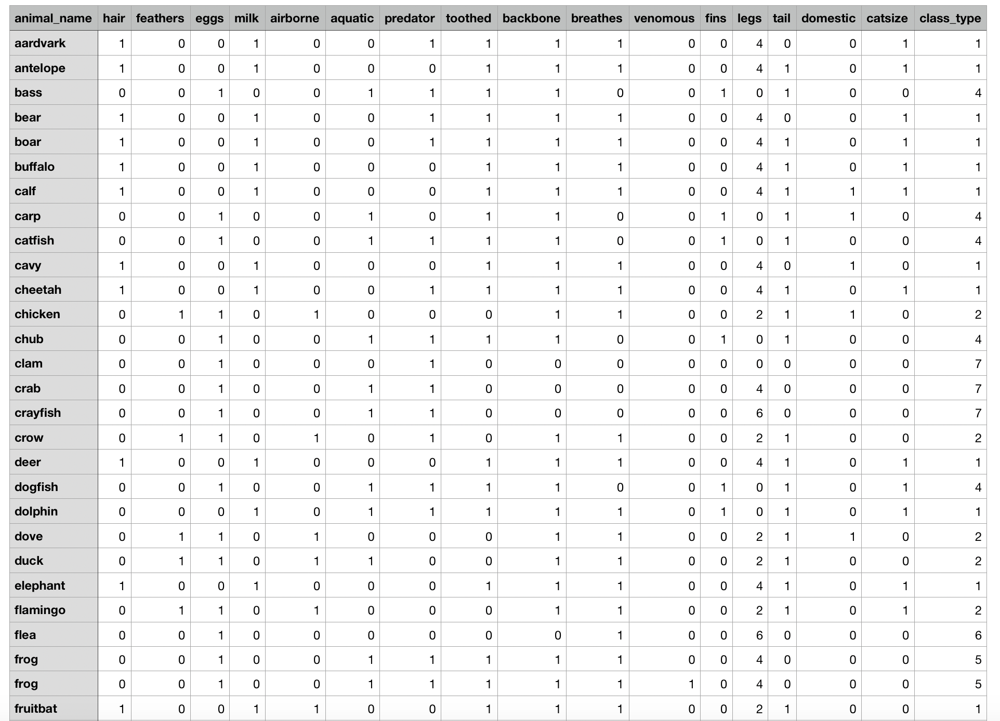 animal_name hair feathers eggs milk airborne aquatic predator toothed backbone breathes venomous fins legs tail domestic catsize class_type
aardvark 1 0 0 1 0 0 1 1 1 1 0 0 4 0 0 1 1
antelope 1 0 0 1 0 0 0 1 1 1 0 0 4 1 0 1 1
bass 0 0 1 0 0 1 1 1 1 0 0 1 0 1 0 0 4
bear 1 0 0 1 0 0 1 1 1 1 0 0 4 0 0 1 1
boar 1 0 0 1 0 0 1 1 1 1 0 0 4 1 0 1 1
buffalo 1 0 0 1 0 0 0 1 1 1 0 0 4 1 0 1 1
calf 1 0 0 1 0 0 0 1 1 1 0 0 4 1 1 1 1
carp 0 0 1 0 0 1 0 1 1 0 0 1 0 1 1 0 4
catfish 0 0 1 0 0 1 1 1 1 0 0 1 0 1 0 0 4
cavy 1 0 0 1 0 0 0 1 1 1 0 0 4 0 1 0 1
cheetah 1 0 0 1 0 0 1 1 1 1 0 0 4 1 0 1 1
chicken 0 1 1 0 1 0 0 0 1 1 0 0 2 1 1 0 2
chub 0 0 1 0 0 1 1 1 1 0 0 1 0 1 0 0 4
clam 0 0 1 0 0 0 1 0 0 0 0 0 0 0 0 0 7
crab 0 0 1 0 0 1 1 0 0 0 0 0 4 0 0 0 7
crayfish 0 0 1 0 0 1 1 0 0 0 0 0 6 0 0 0 7
crow 0 1 1 0 1 0 1 0 1 1 0 0 2 1 0 0 2
deer 1 0 0 1 0 0 0 1 1 1 0 0 4 1 0 1 1
dogfish 0 0 1 0 0 1 1 1 1 0 0 1 0 1 0 1 4
dolphin 0 0 0 1 0 1 1 1 1 1 0 1 0 1 0 1 1
dove 0 1 1 0 1 0 0 0 1 1 0 0 2 1 1 0 2
duck 0 1 1 0 1 1 0 0 1 1 0 0 2 1 0 0 2
elephant 1 0 0 1 0 0 0 1 1 1 0 0 4 1 0 1 1
flamingo 0 1 1 0 1 0 0 0 1 1 0 0 2 1 0 1 2
flea 0 0 1 0 0 0 0 0 0 1 0 0 6 0 0 0 6
frog 0 0 1 0 0 1 1 1 1 1 0 0 4 0 0 0 5
frog 0 0 1 0 0 1 1 1 1 1 1 0 4 0 0 0 5
fruitbat 1 0 0 1 1 0 0 1 1 1 0 0 2 1 0 0 1